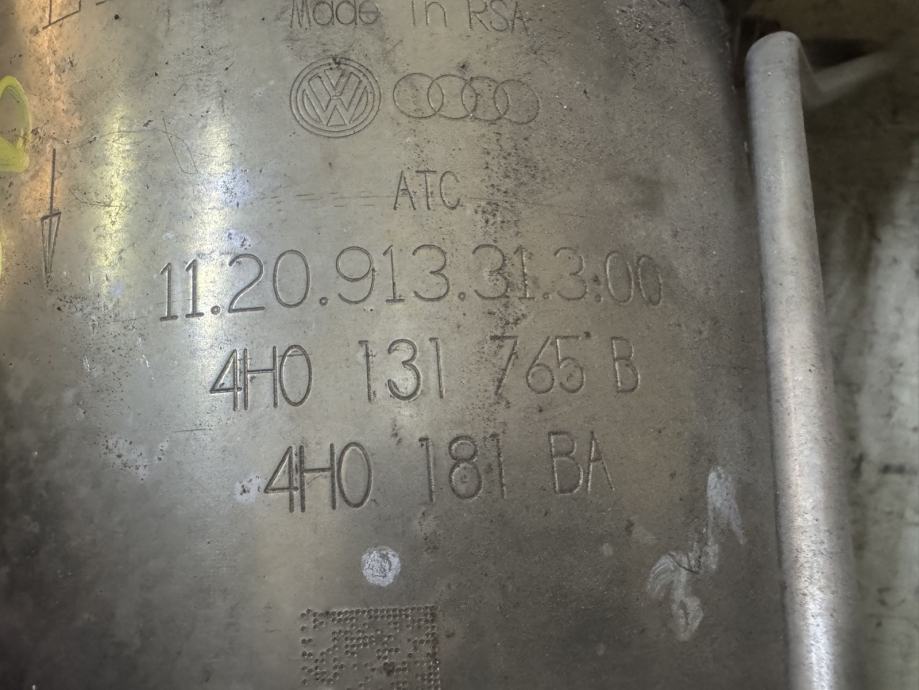 Made in RSA
ATC
11.20.913.31.3.00
4H0 131 765 B
4H0 181 BA